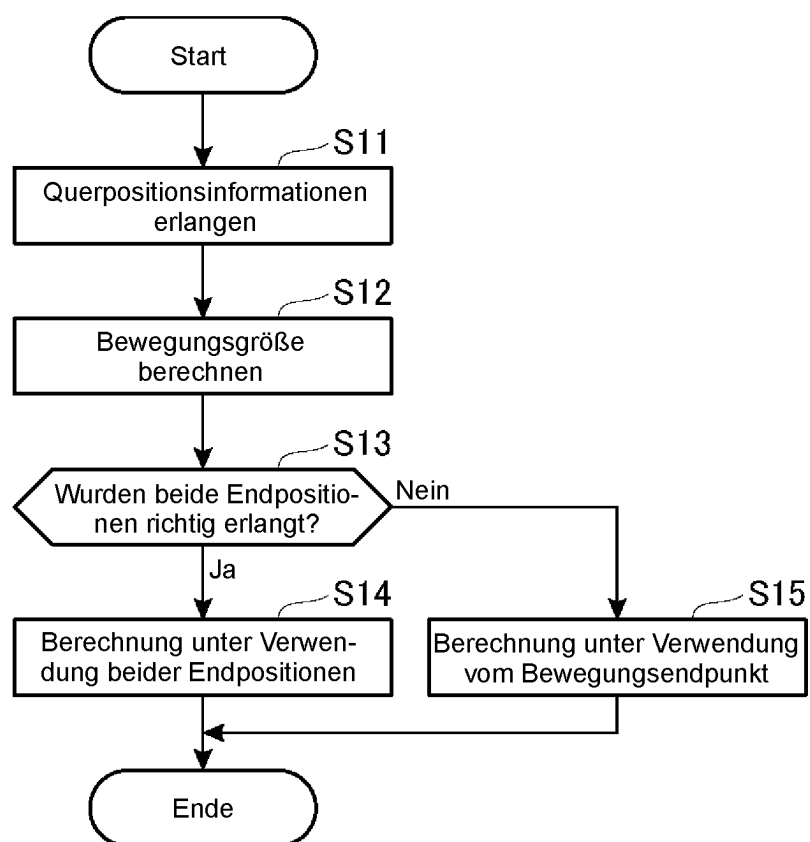 Start
S11
Querpositionsinformationen
erlangen
S12
Bewegungsgröße
berechnen
S13
Wurden beide Endpositio-
nen richtig erlangt?
Nein
Ja
S14
Berechnung unter Verwen-
dung beider Endpositionen
S15
Berechnung unter Verwendung
vom Bewegungsendpunkt
Ende